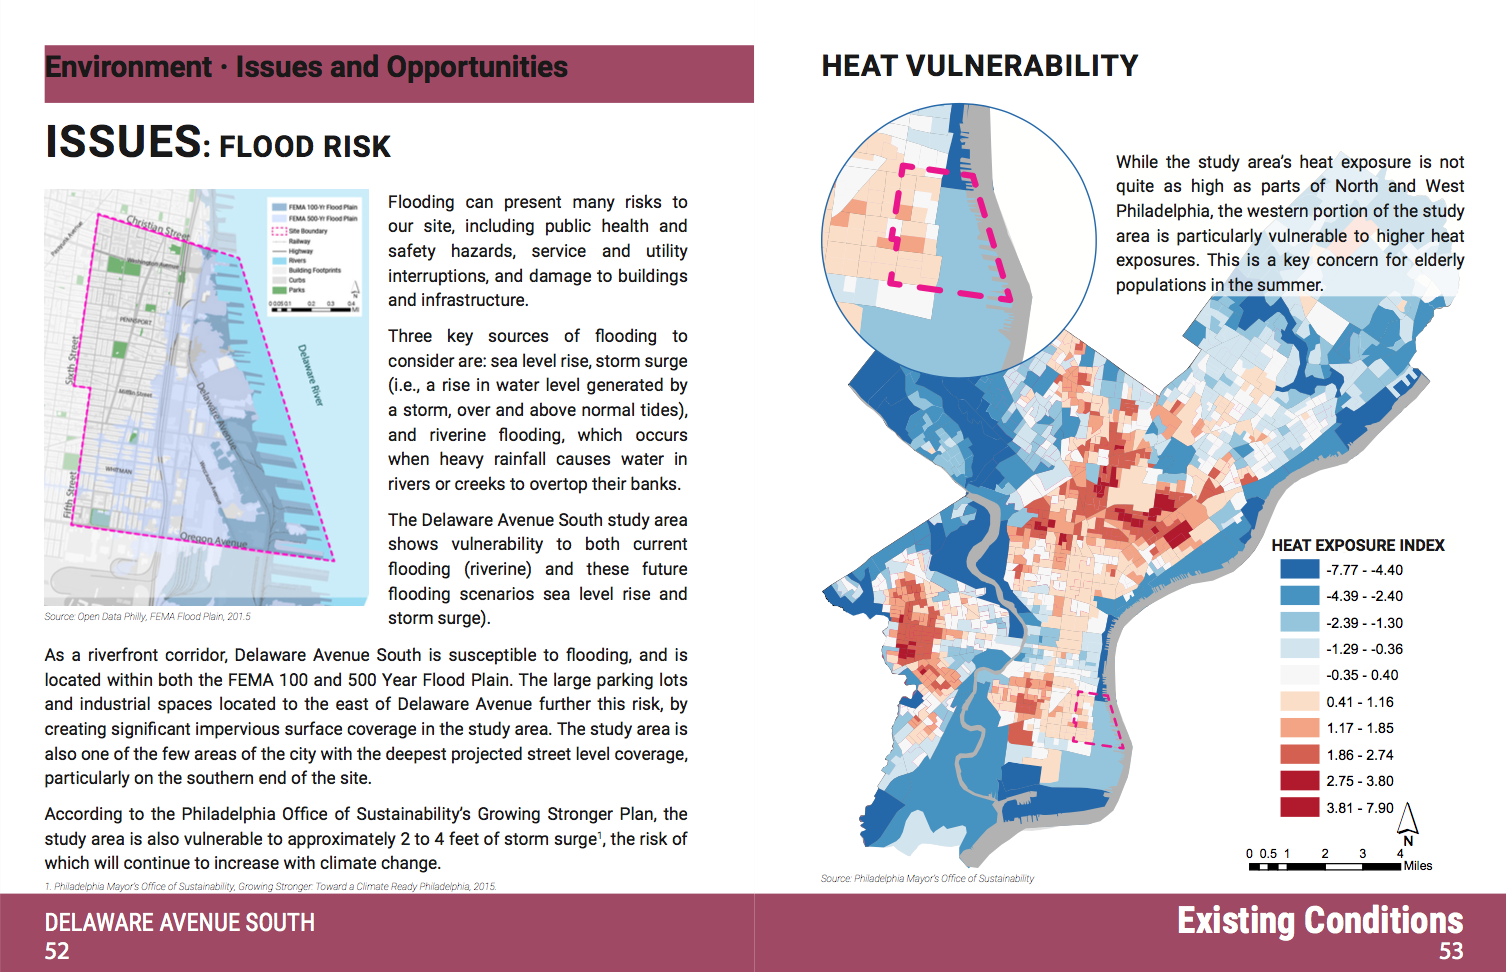 Environment · Issues and Opportunities
ISSUES: FLOOD RISK
Christian Street
Washington Avenue
PENNSPORT
Sixth Street
Mifflin Street
Delaware Avenue
Delaware River
WHITMAN
Fifth Street
Oregon Avenue
FEMA 100-Yr Flood Plain
FEMA 500-Yr Flood Plain
Site Boundary
Railway
Highway
Rivers
Building Footprints
Curbs
Parks
N
0.2 0.3 0.4
MI
Source: Open Data Philly, FEMA Flood Plain, 2015
Flooding can present many risks to
our site, including public health and
safety hazards, service and utility
interruptions, and damage to buildings
and infrastructure.
Three key sources of flooding to
consider are: sea level rise, storm surge
(i.e., a rise in water level generated by
a storm, over and above normal tides),
and riverine flooding, which occurs
when heavy rainfall causes water in
rivers or creeks to overtop their banks.
The Delaware Avenue South study area
shows vulnerability to both current
flooding (riverine) and these future
flooding scenarios sea level rise and
storm surge).
As a riverfront corridor, Delaware Avenue South is susceptible to flooding, and is
located within both the FEMA 100 and 500 Year Flood Plain. The large parking lots
and industrial spaces located to the east of Delaware Avenue further this risk, by
creating significant impervious surface coverage in the study area. The study area is
also one of the few areas of the city with the deepest projected street level coverage,
particularly on the southern end of the site.
According to the Philadelphia Office of Sustainability's Growing Stronger Plan, the
study area is also vulnerable to approximately 2 to 4 feet of storm surge1, the risk of
which will continue to increase with climate change.
1. Philadelphia Mayor's Office of Sustainability, Growing Stronger: Toward a Climate Ready Philadelphia, 2015.
DELAWARE AVENUE SOUTH
52
HEAT VULNERABILITY
While the study area's heat exposure is not
quite as high as parts of North and West
Philadelphia, the western portion of the study
area is particularly vulnerable to higher heat
exposures. This is a key concern for elderly
populations in the summer.
HEAT EXPOSURE INDEX
-7.77 - -4.40
-4.39 - -2.40
-2.39 - -1.30
-1.29 - -0.36
-0.35 - 0.40
0.41 - 1.16
1.17 - 1.85
1.86 - 2.74
2.75 - 3.80
3.81 - 7.90
N
0 0.5 1 2 3 4
Miles
Source: Philadelphia Mayor's Office of Sustainability
Existing Conditions
53